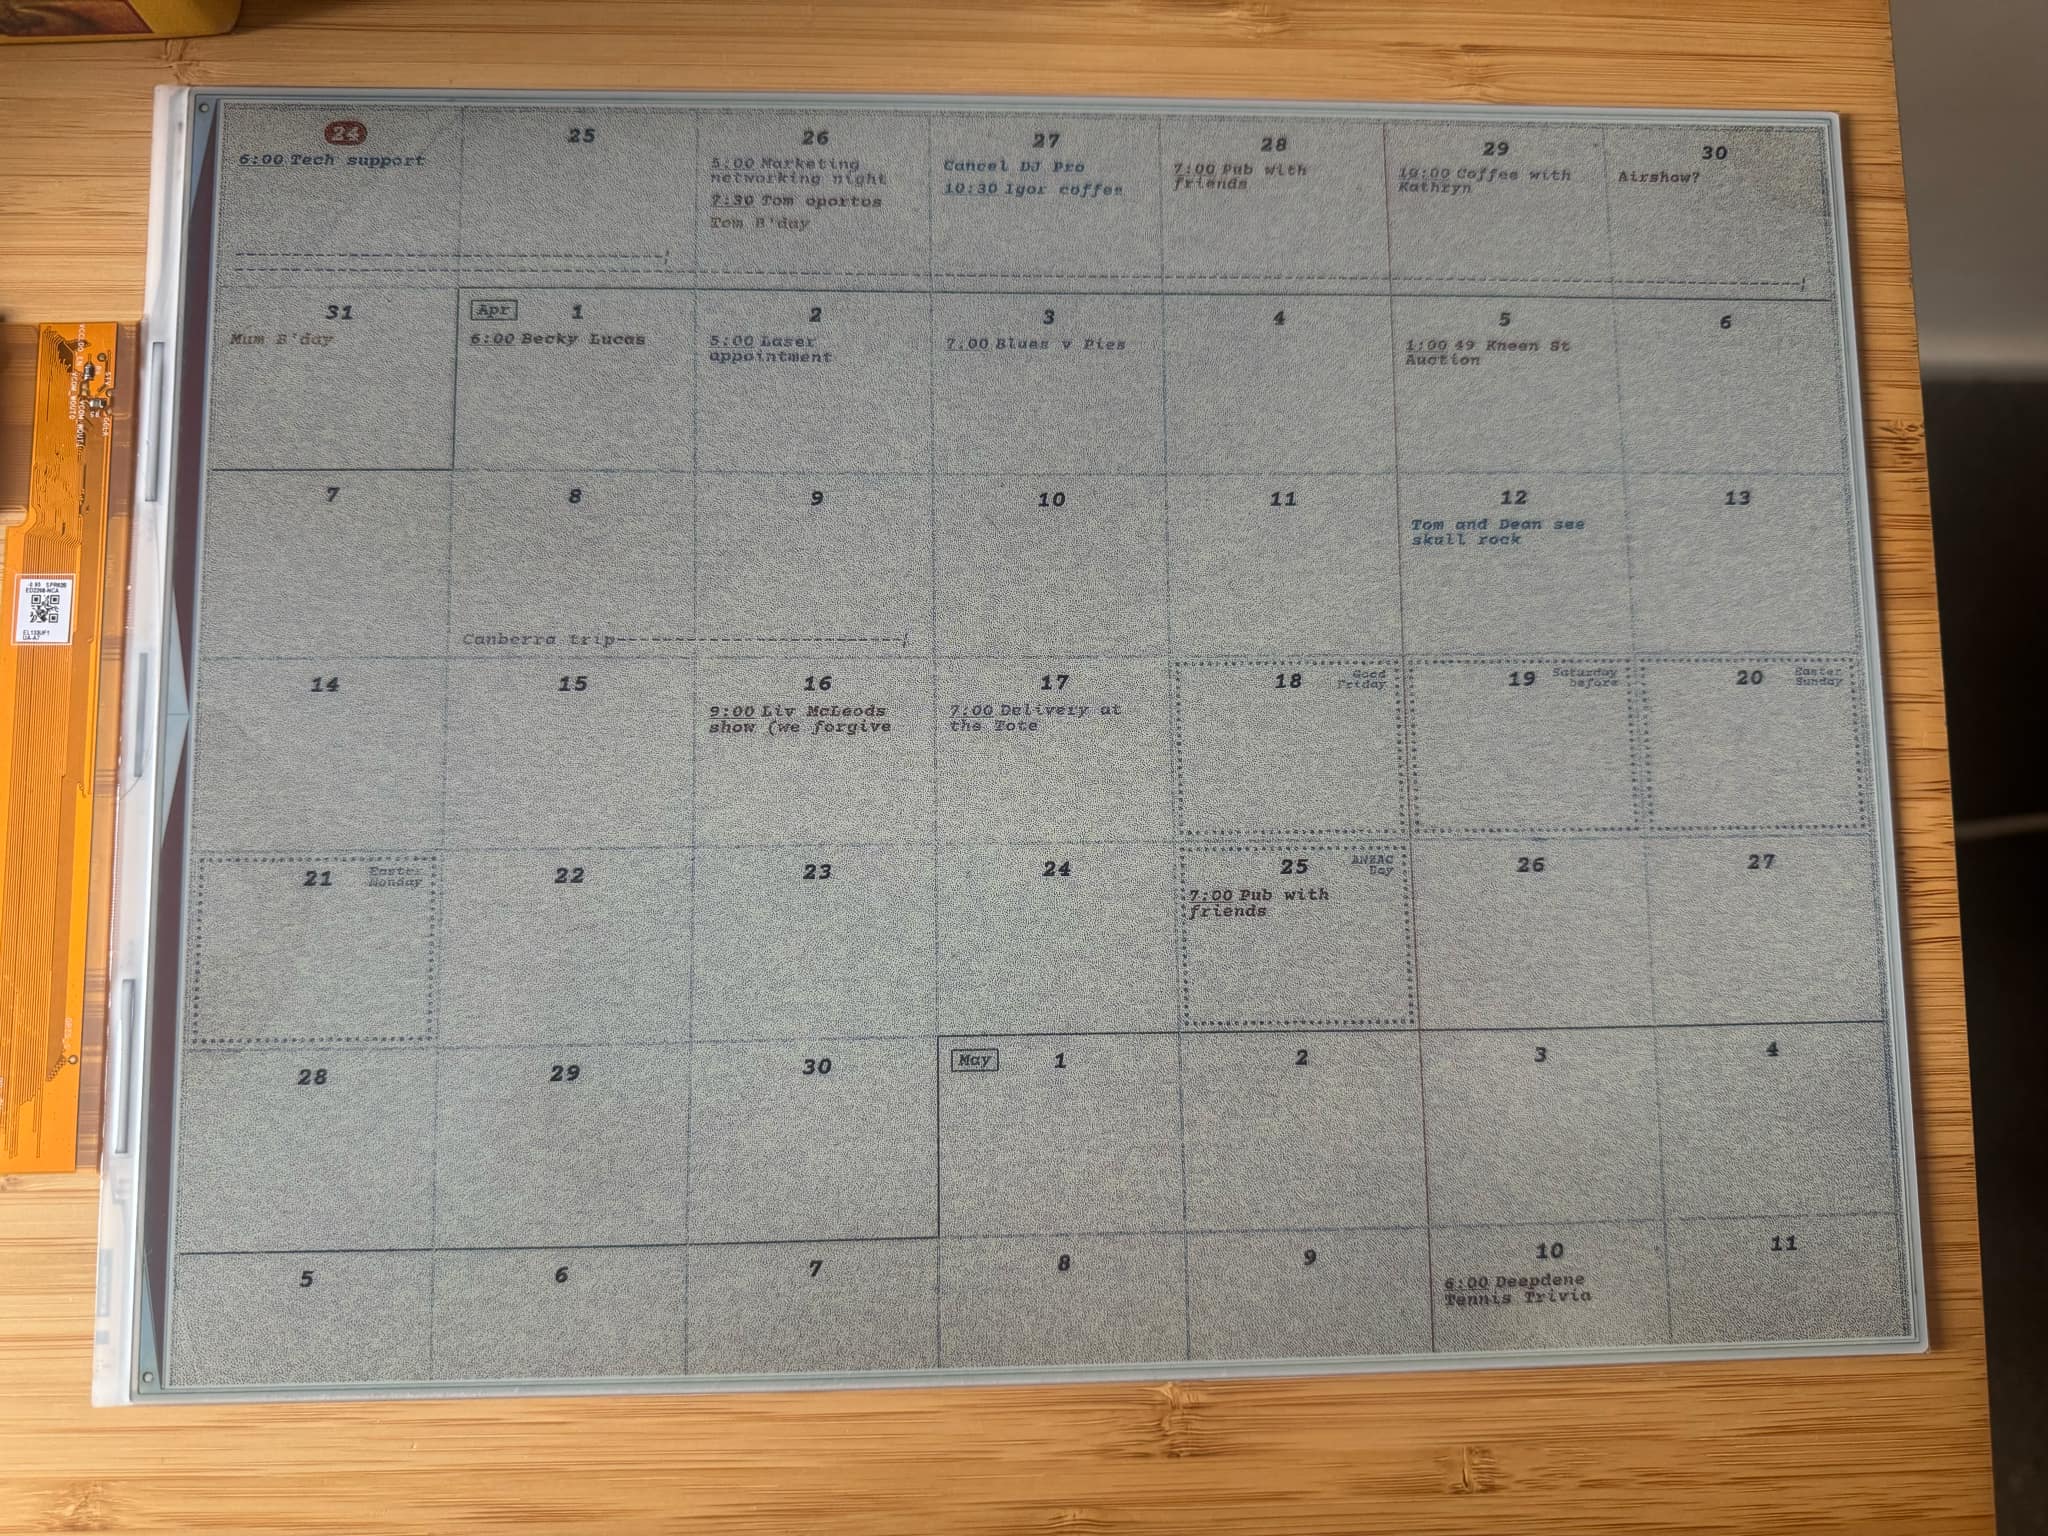 24
6:00 Tech support
25
26
5:00 Marketing
networking night
7:30 Tom oportos
Tom B'day
27
Cancel DJ Pro
10:30 Igor coffee
28
7:00 Pub with
friends
29
10:00 Coffee with
Kathryn
30
Airshow?
31
Mum B'day
Apr
1
6:00 Becky Lucas
2
5:00 Laser
appointment
3
7:00 Blues v Pies
4
5
1:00 49 Kneen St
Auction
6
7
8
9
Canberra trip
10
11
12
Tom and Dean see
skull rock
13
14
15
16
9:00 Liv McLeods
show (we forgive
17
7:00 Delivery at
the Tote
18
Good
Friday
19
Saturday
before
20
Easter
Sunday
21
Easter
Monday
22
23
24
25
ANZAC
Day
7:00 Pub with
friends
26
27
28
29
30
May
1
2
3
4
5
6
7
8
9
10
6:00 Deepdene
Tennis Trivia
11